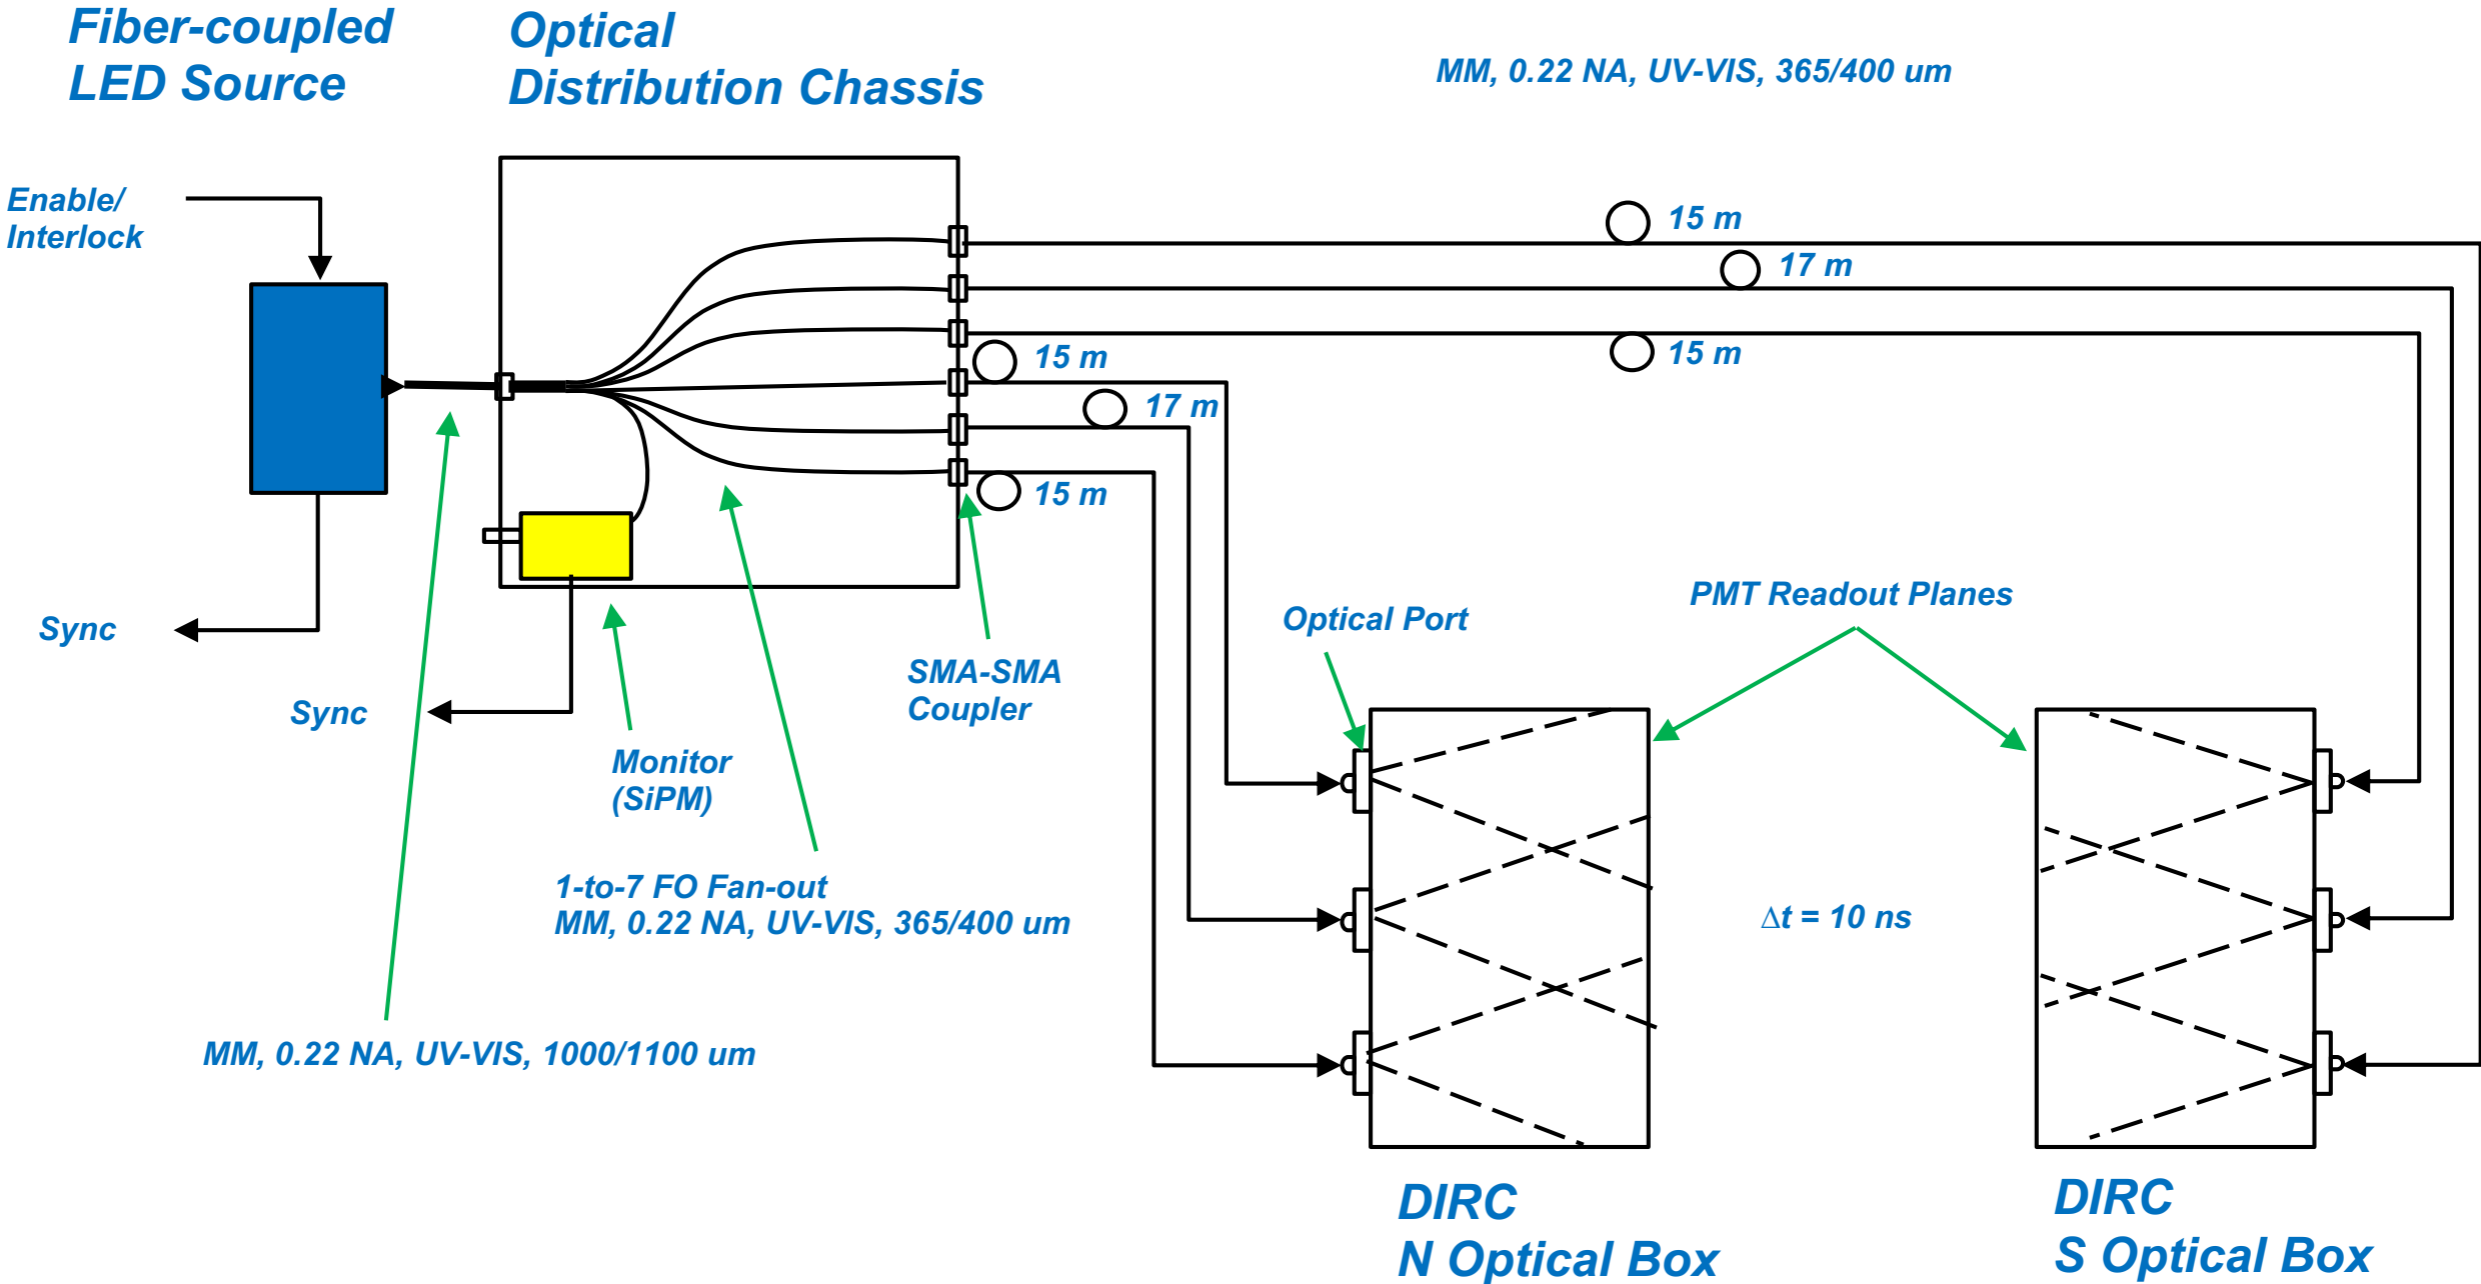 Fiber-coupled
LED Source
Optical
Distribution Chassis
MM, 0.22 NA, UV-VIS, 365/400 um
Enable/
Interlock
15 m
17 m
15 m
15 m
17 m
15 m
Sync
Sync
Monitor
(SiPM)
SMA-SMA
Coupler
Optical Port
PMT Readout Planes
1-to-7 FO Fan-out
MM, 0.22 NA, UV-VIS, 365/400 um
Δt = 10 ns
MM, 0.22 NA, UV-VIS, 1000/1100 um
DIRC
N Optical Box
DIRC
S Optical Box